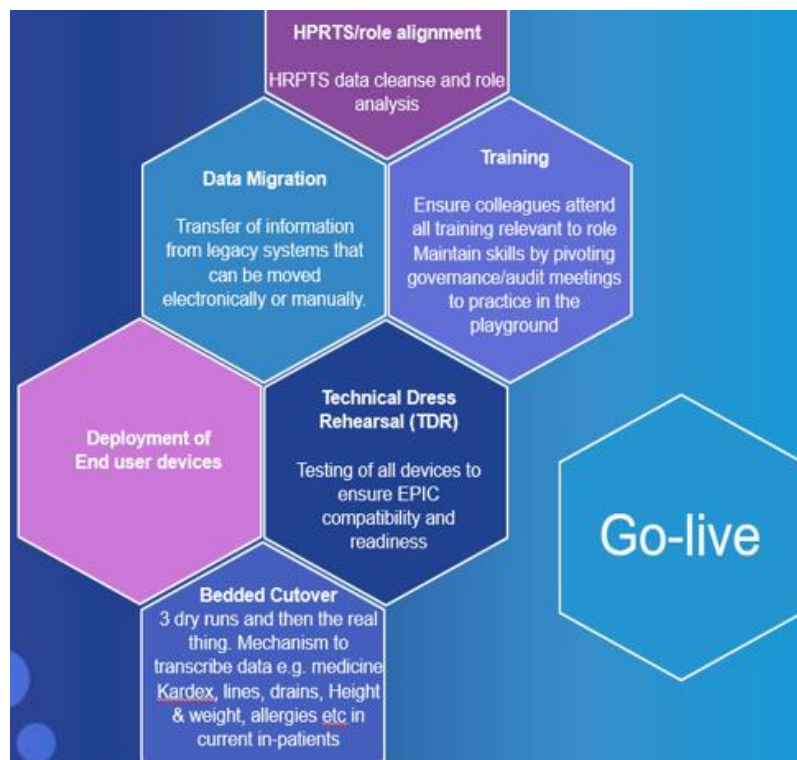 HPRTS/role alignment
HRPTS data cleanse and role
analysis
Data Migration
Transfer of information
from legacy systems that
can be moved
electronically or manually.
Training
Ensure colleagues attend
all training relevant to role
Maintain skills by pivoting
governance/audit meetings
to practice in the
playground
Deployment of
End user devices
Technical Dress
Rehearsal (TDR)
Testing of all devices to
ensure EPIC
compatibility and
readiness
Go-live
Bedded Cutover
3 dry runs and then the real
thing. Mechanism to
transcribe data e.g. medicine
Kardex, lines, drains, Height
& weight, allergies etc in
current in-patients